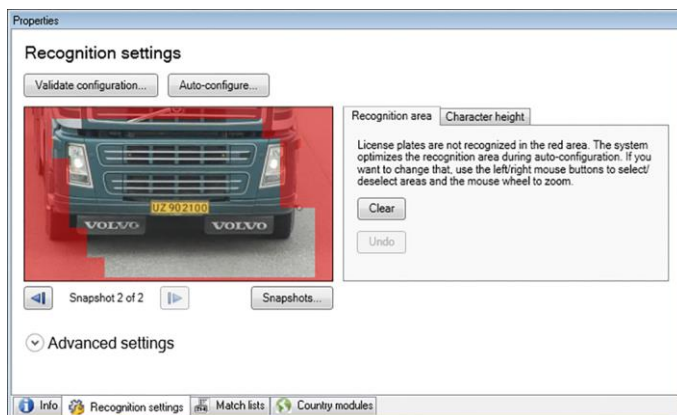 Properties
Recognition settings
Validate configuration...
Auto-configure...
Recognition area
Character height
License plates are not recognized in the red area. The system
optimizes the recognition area during auto-configuration. If you
want to change that, use the left/right mouse buttons to select/
deselect areas and the mouse wheel to zoom.
Clear
Undo
UZ 902100
VOLVO VOLVO
Snapshot 2 of 2
Snapshots...
Advanced settings
Info
Recognition settings
Match lists
Country modules